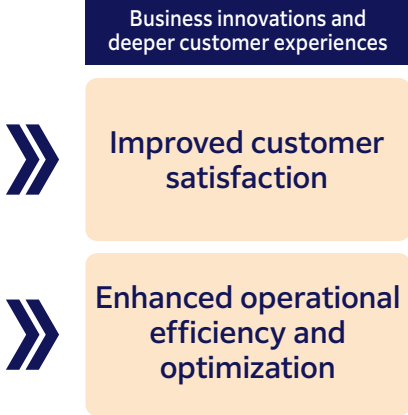 Business innovations and
deeper customer experiences
Improved customer
satisfaction
Enhanced operational
efficiency and
optimization